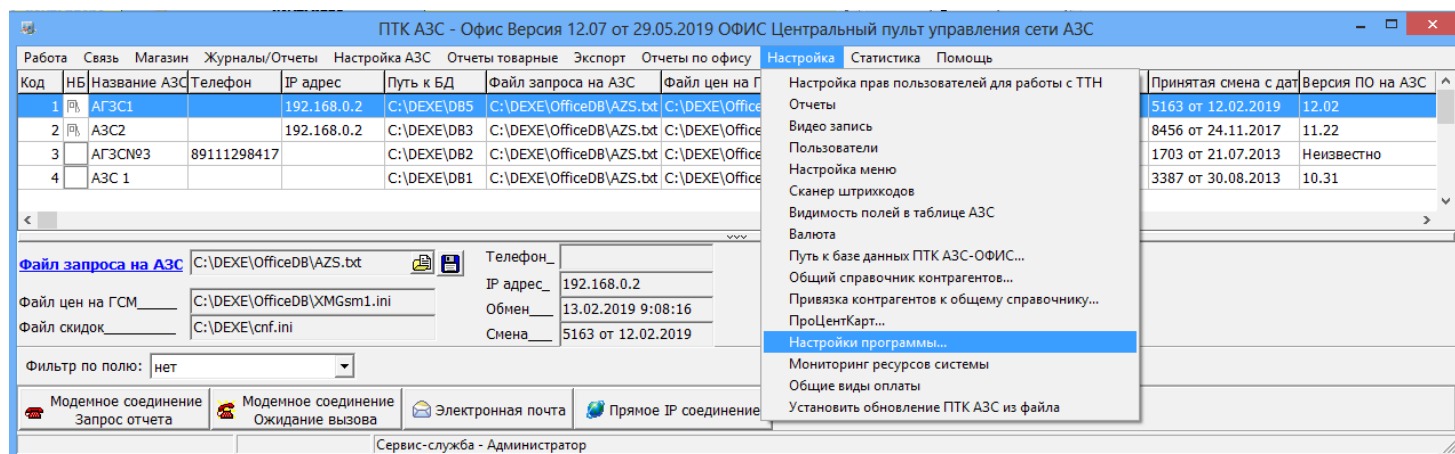 ПТК АЗС - Офис Версия 12.07 от 29.05.2019 ОФИС Центральный пульт управления сети АЗС
Работа Связь Магазин Журналы/Отчеты Настройка АЗС Отчеты товарные Экспорт Отчеты по офису Настройка Статистика Помощь
Код НБ Название АЗС Телефон IP адрес Путь к БД Файл запроса на АЗС Файл цен на Г Принятая смена с дат Версия ПО на АЗС
1 АГЗС1 192.168.0.2 C:\DEXE\DB5 C:\DEXE\OfficeDB\AZS.txt C:\DEXE\Office 5163 от 12.02.2019 12.02
2 АЗС2 192.168.0.2 C:\DEXE\DB3 C:\DEXE\OfficeDB\AZS.txt C:\DEXE\Office 8456 от 24.11.2017 11.22
3 АГЗС№3 89111298417 C:\DEXE\DB2 C:\DEXE\OfficeDB\AZS.txt C:\DEXE\Office 1703 от 21.07.2013 Неизвестно
4 АЗС 1 C:\DEXE\DB1 C:\DEXE\OfficeDB\AZS.txt C:\DEXE\Office 3387 от 30.08.2013 10.31
Настройка прав пользователей для работы с ТТН
Отчеты
Видео запись
Пользователи
Настройка меню
Сканер штрихкодов
Видимость полей в таблице АЗС
Валюта
Путь к базе данных ПТК АЗС-ОФИС...
Общий справочник контрагентов...
Привязка контрагентов к общему справочнику...
ПроЦентКарт...
Настройки программы...
Мониторинг ресурсов системы
Общие виды оплаты
Установить обновление ПТК АЗС из файла
Файл запроса на АЗС C:\DEXE\OfficeDB\AZS.txt
Файл цен на ГСМ_____ C:\DEXE\OfficeDB\XMGsm1.ini
Файл скидок_________ C:\DEXE\cnf.ini
Телефон_
IP адрес_ 192.168.0.2
Обмен___ 13.02.2019 9:08:16
Смена___ 5163 от 12.02.2019
Фильтр по полю: нет
Модемное соединение
Запрос отчета
Модемное соединение
Ожидание вызова
Электронная почта
Прямое IP соединение
Сервис-служба - Администратор